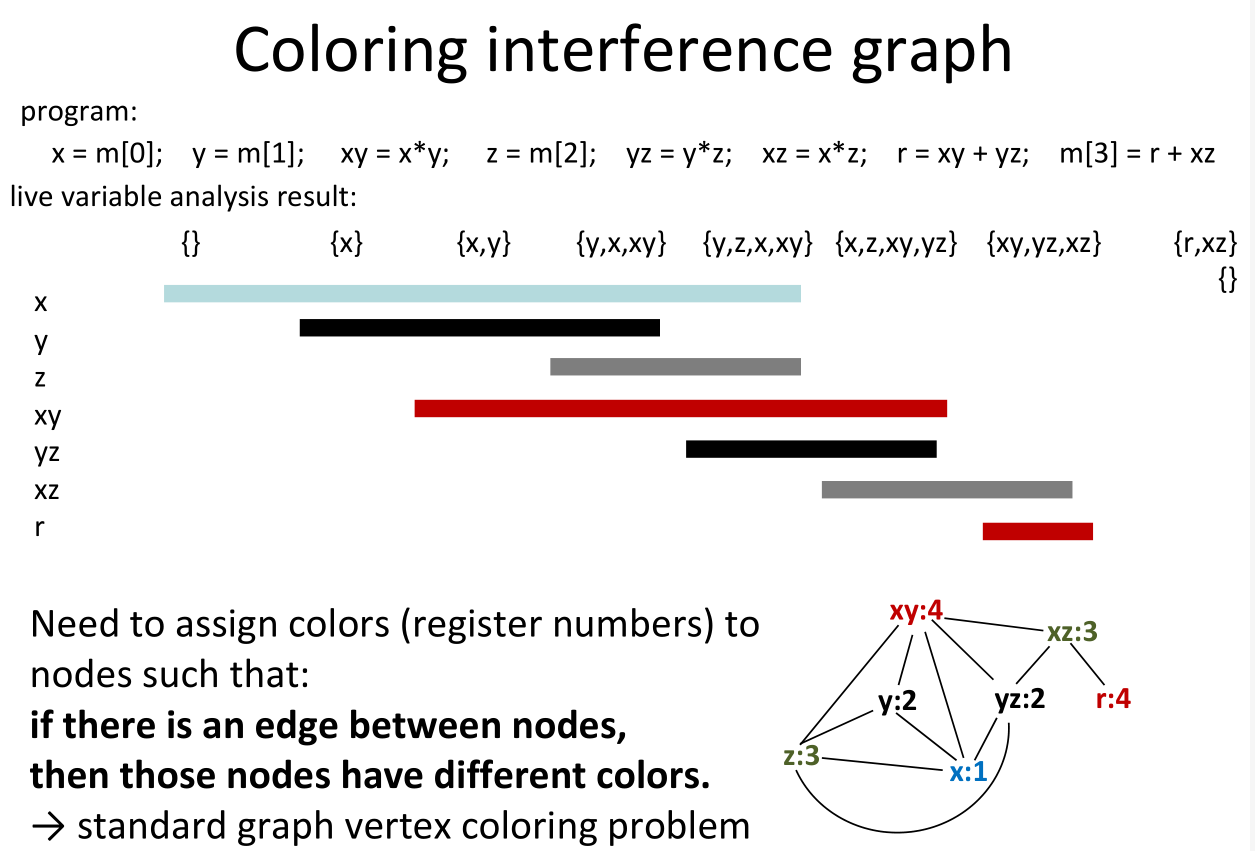 Coloring interference graph
program:
x = m[0]; y = m[1]; xy = x*y; z = m[2]; yz = y*z; xz = x*z; r = xy + yz; m[3] = r + xz
live variable analysis result:
{} {x} {x,y} {y,x,xy} {y,z,x,xy} {x,z,xy,yz} {xy,yz,xz} {r,xz}
{}
x
y
z
xy
yz
xz
r
Need to assign colors (register numbers) to
nodes such that:
if there is an edge between nodes,
then those nodes have different colors.
→ standard graph vertex coloring problem
xy:4
xz:3
y:2
yz:2
r:4
z:3
x:1